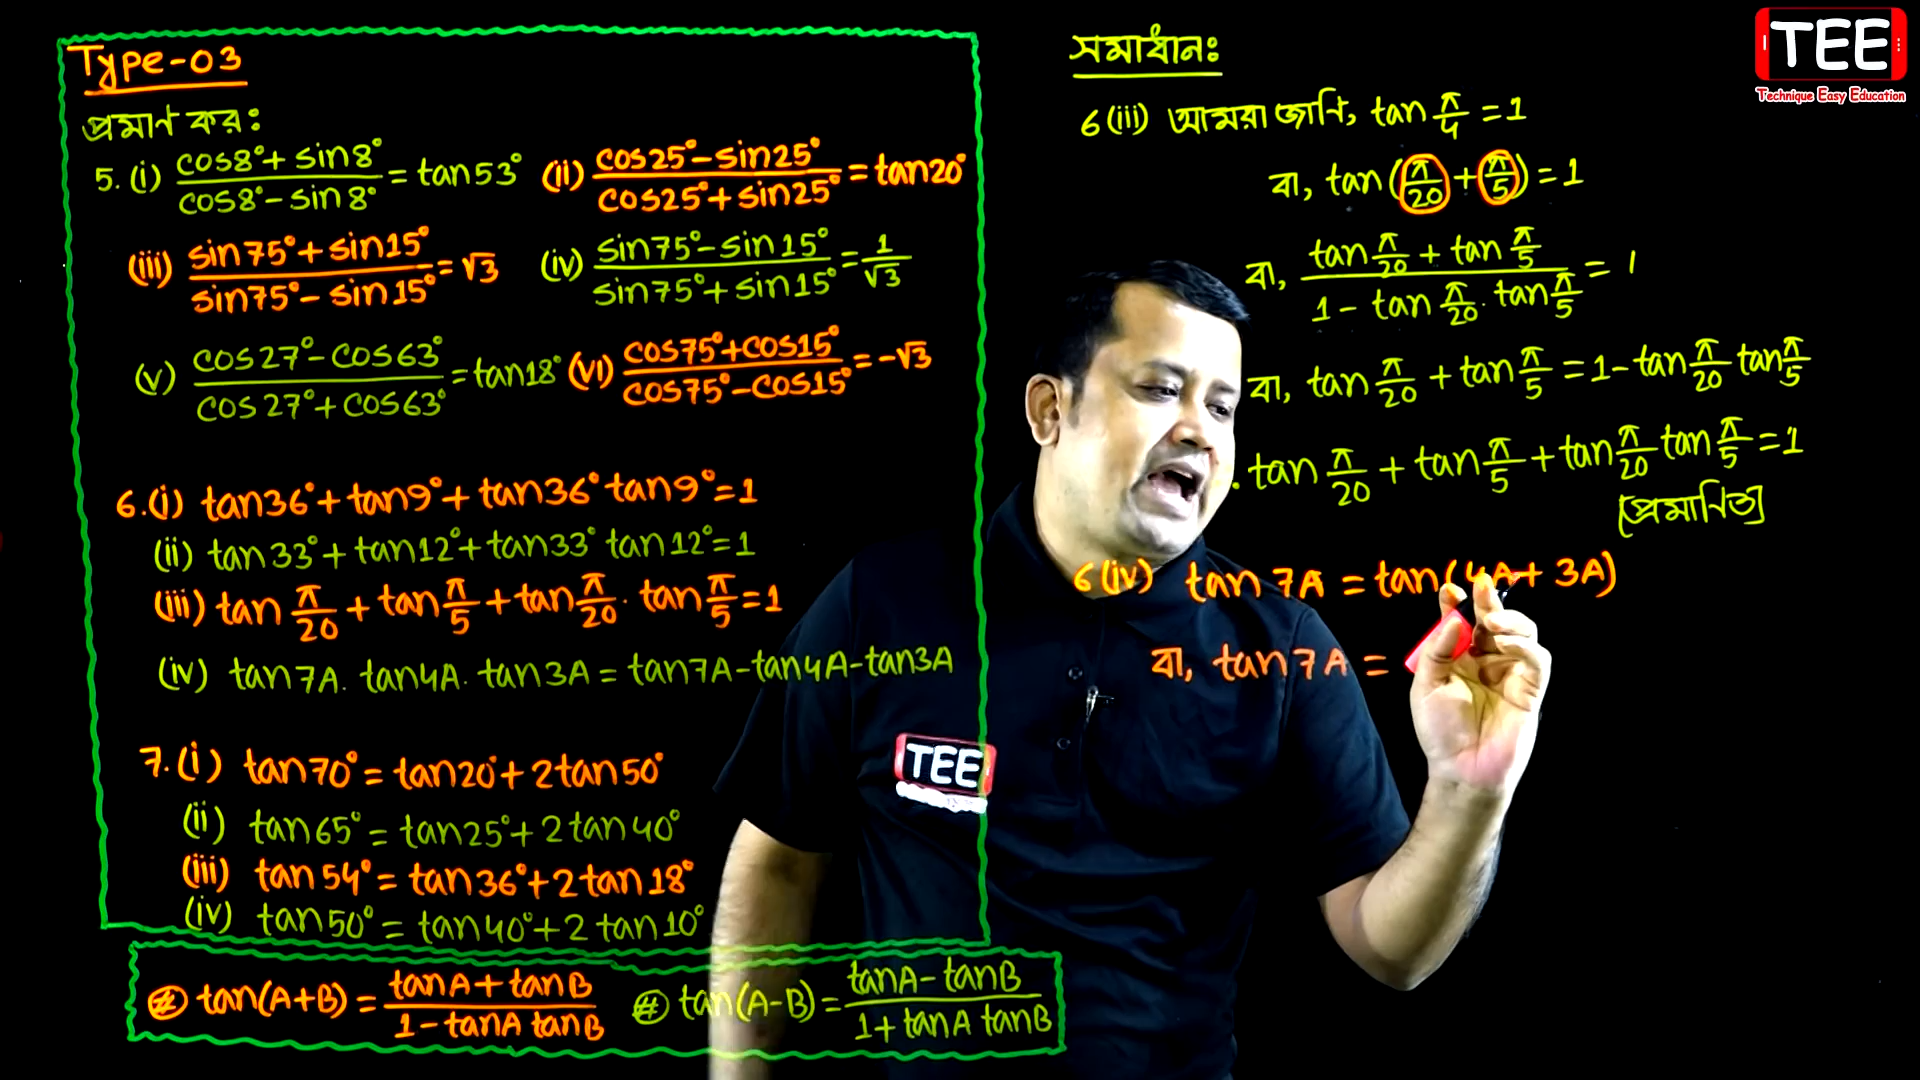 Type-03
প্রমাণ কর:
5. (i) (cos8°+ sin8°)/(cos8°- sin8°) = tan53° (ii) (cos25°-sin25°)/(cos25°+sin25°) = tan20°
(iii) (sin75°+sin15°)/(sin75°-sin15°) = √3 (iv) (sin75°-sin15°)/(sin75°+sin15°) = 1/√3
(v) (cos27°-cos63°)/(cos27°+cos63°) = tan18° (vi) (cos75°+cos15°)/(cos75°-cos15°) = -√3
6.(i) tan36°+tan9°+tan36° tan9°=1
(ii) tan33°+tan12°+tan33° tan12°=1
(iii) tan π/20 + tan π/5 + tan π/20 . tan π/5 = 1
(iv) tan7A. tan4A. tan3A = tan7A-tan4A-tan3A
7.(i) tan70° = tan20°+2tan50°
(ii) tan65° = tan25°+2tan40°
(iii) tan54° = tan36°+2tan18°
(iv) tan50° = tan40°+2 tan10°
# tan(A+B) = (tanA+tanB)/(1-tanA tanB) # tan(A-B) = (tanA-tanB)/(1+tanA tanB)
সমাধানঃ
6(iii) আমরা জানি, tan π/4 = 1
বা, tan(π/20 + π/5) = 1
বা, (tan π/20 + tan π/5)/(1- tan π/20 . tan π/5) = 1
বা, tan π/20 + tan π/5 = 1-tan π/20 tan π/5
. tan π/20 + tan π/5 + tan π/20 tan π/5 = 1
[প্রমানিত]
6(iv) tan7A = tan(4A+3A)
বা, tan7A =
TEE
Technique Easy Education
TEE